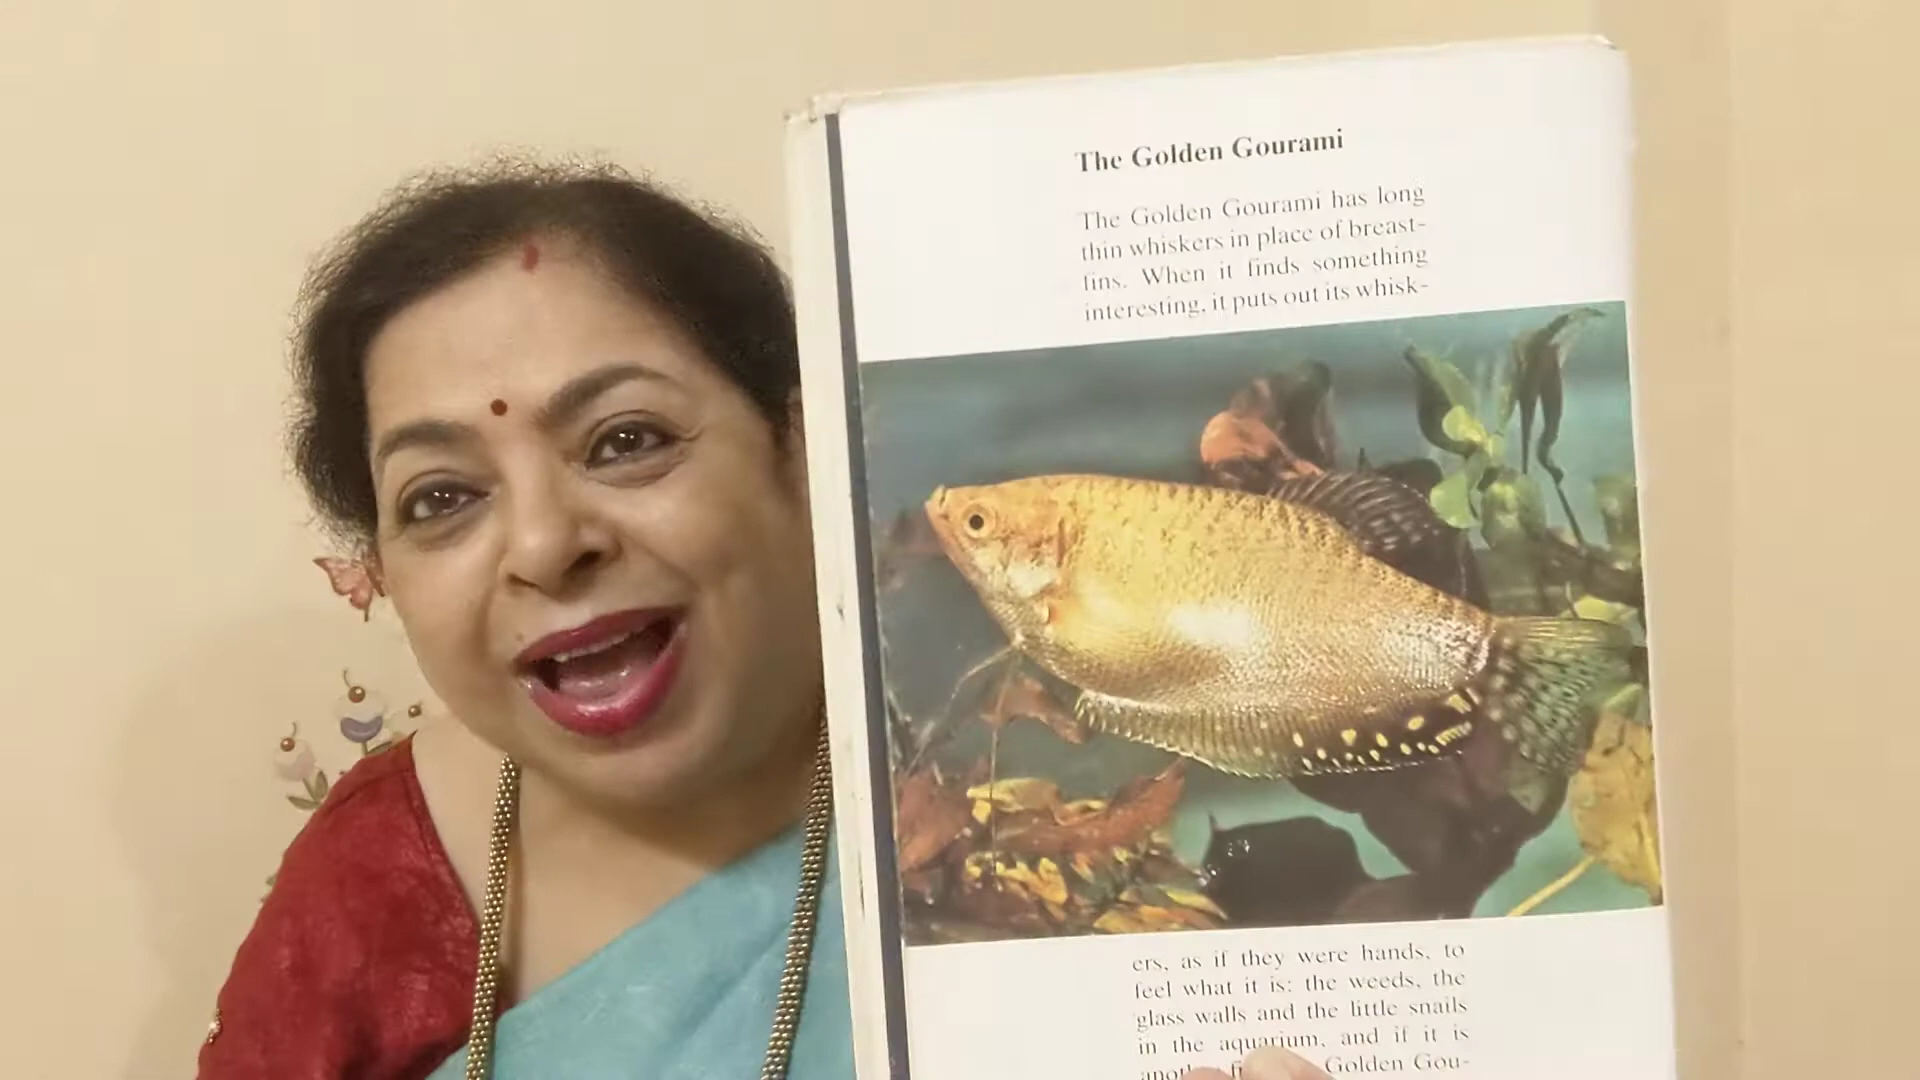 The Golden Gourami
The Golden Gourami has long
thin whiskers in place of breast-
fins. When it finds something
interesting, it puts out its whisk-
ers, as if they were hands, to
feel what it is: the weeds, the
glass walls and the little snails
in the aquarium, and if it is
Golden Gou-